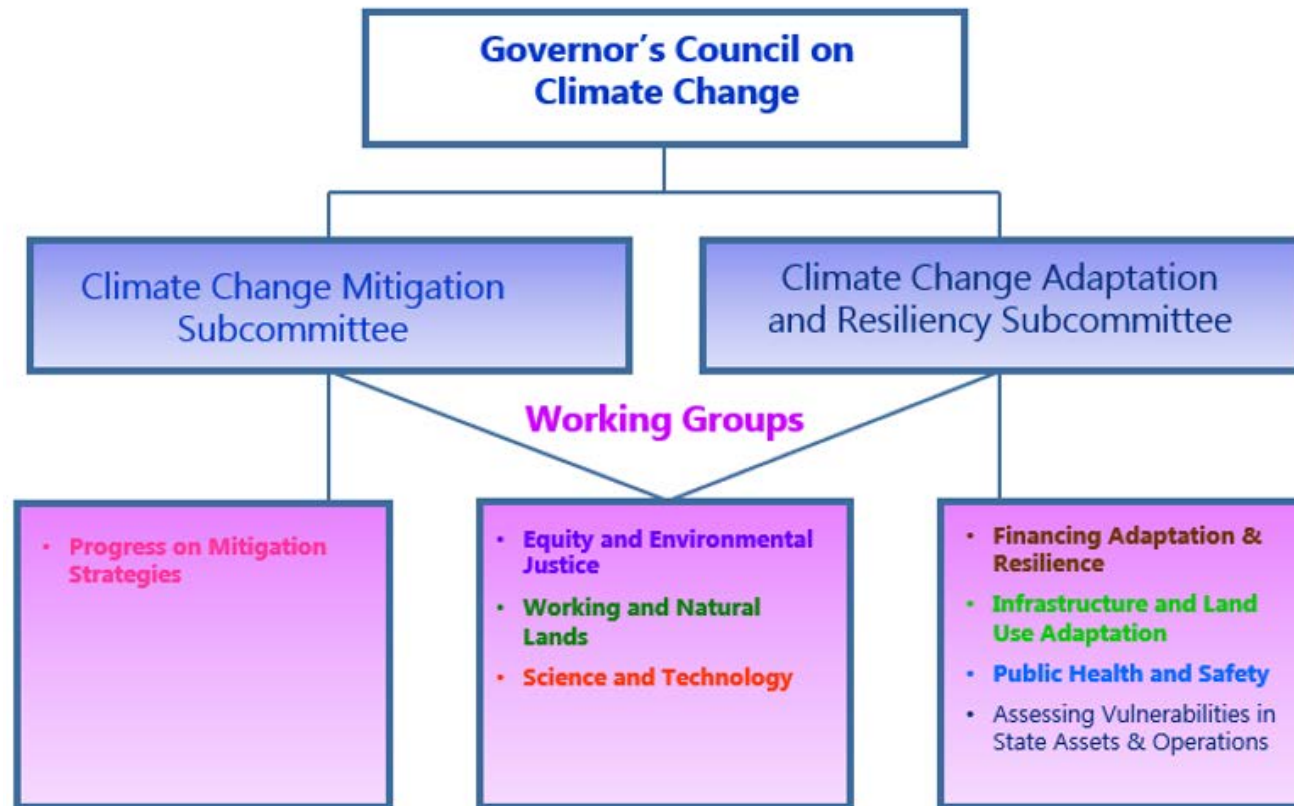 Governor´s Council on
Climate Change
Climate Change Mitigation
Subcommittee
Climate Change Adaptation
and Resiliency Subcommittee
Working Groups
• Progress on Mitigation
Strategies
• Equity and Environmental
Justice
• Working and Natural
Lands
• Science and Technology
• Financing Adaptation &
Resilience
• Infrastructure and Land
Use Adaptation
• Public Health and Safety
• Assessing Vulnerabilities in
State Assets & Operations